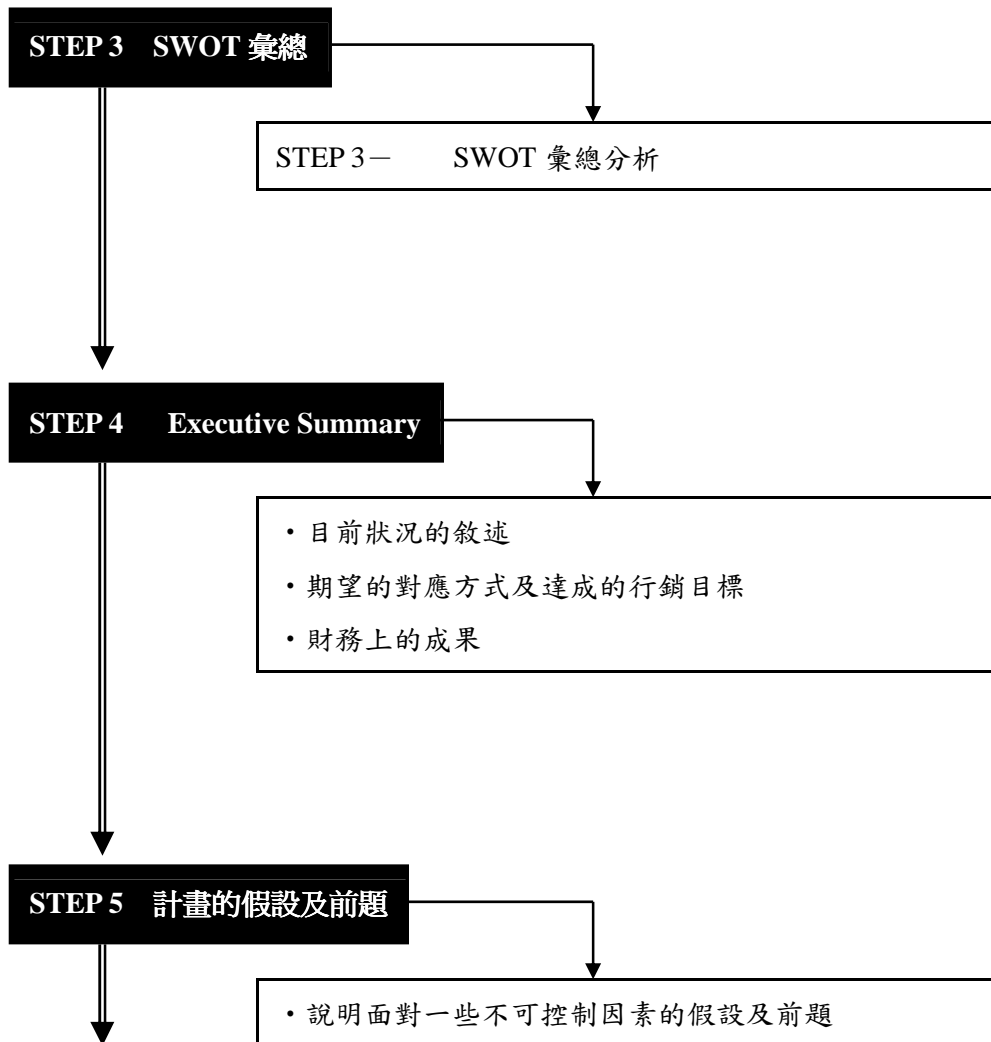 STEP 3 SWOT 彙總
STEP 3－ SWOT 彙總分析
STEP 4 Executive Summary
・目前狀況的敘述
・期望的對應方式及達成的行銷目標
・財務上的成果
STEP 5 計畫的假設及前題
・說明面對一些不可控制因素的假設及前題